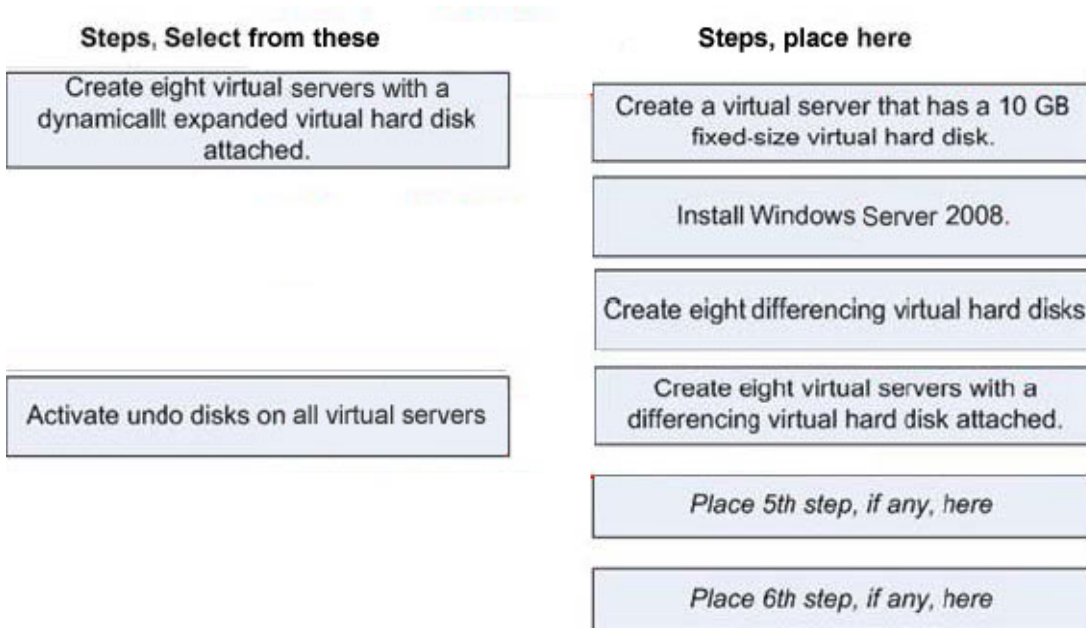 Steps, Select from these
Create eight virtual servers with a
dynamicallt expanded virtual hard disk
attached.
Activate undo disks on all virtual servers
Steps, place here
Create a virtual server that has a 10 GB
fixed-size virtual hard disk.
Install Windows Server 2008.
Create eight differencing virtual hard disks
Create eight virtual servers with a
differencing virtual hard disk attached.
Place 5th step, if any, here
Place 6th step, if any, here